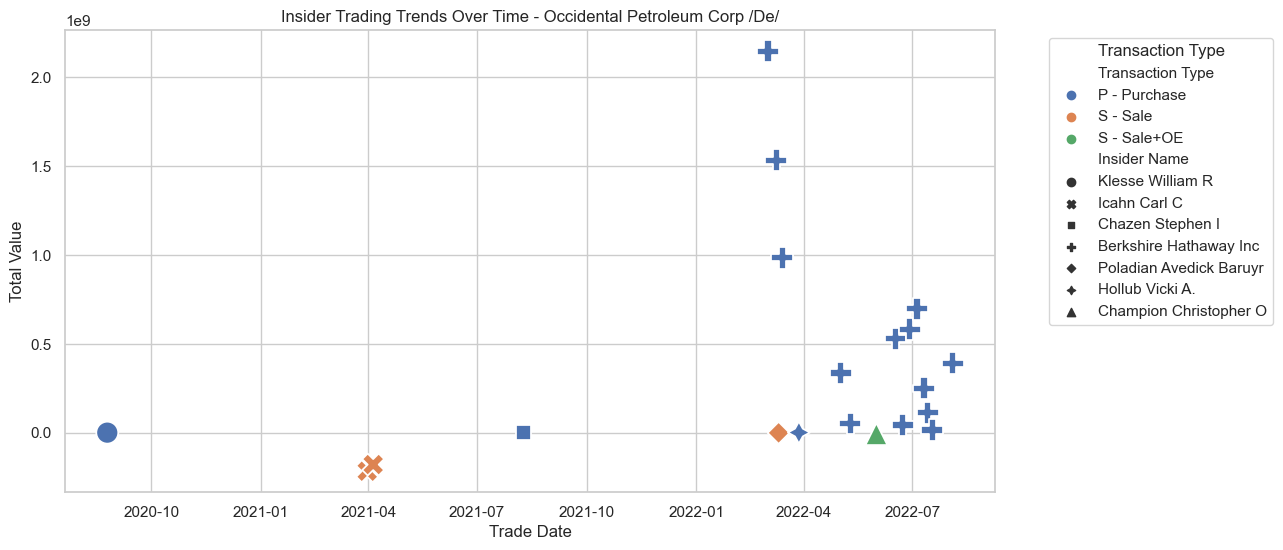 Insider Trading Trends Over Time - Occidental Petroleum Corp /De/
1e9
2.0
1.5
1.0
0.5
0.0
Total Value
2020-10
2021-01
2021-04
2021-07
2021-10
2022-01
2022-04
2022-07
Trade Date
Transaction Type
Transaction Type
P - Purchase
S - Sale
S - Sale+OE
Insider Name
Klesse William R
Icahn Carl C
Chazen Stephen I
Berkshire Hathaway Inc
Poladian Avedick Baruyr
Hollub Vicki A.
Champion Christopher O